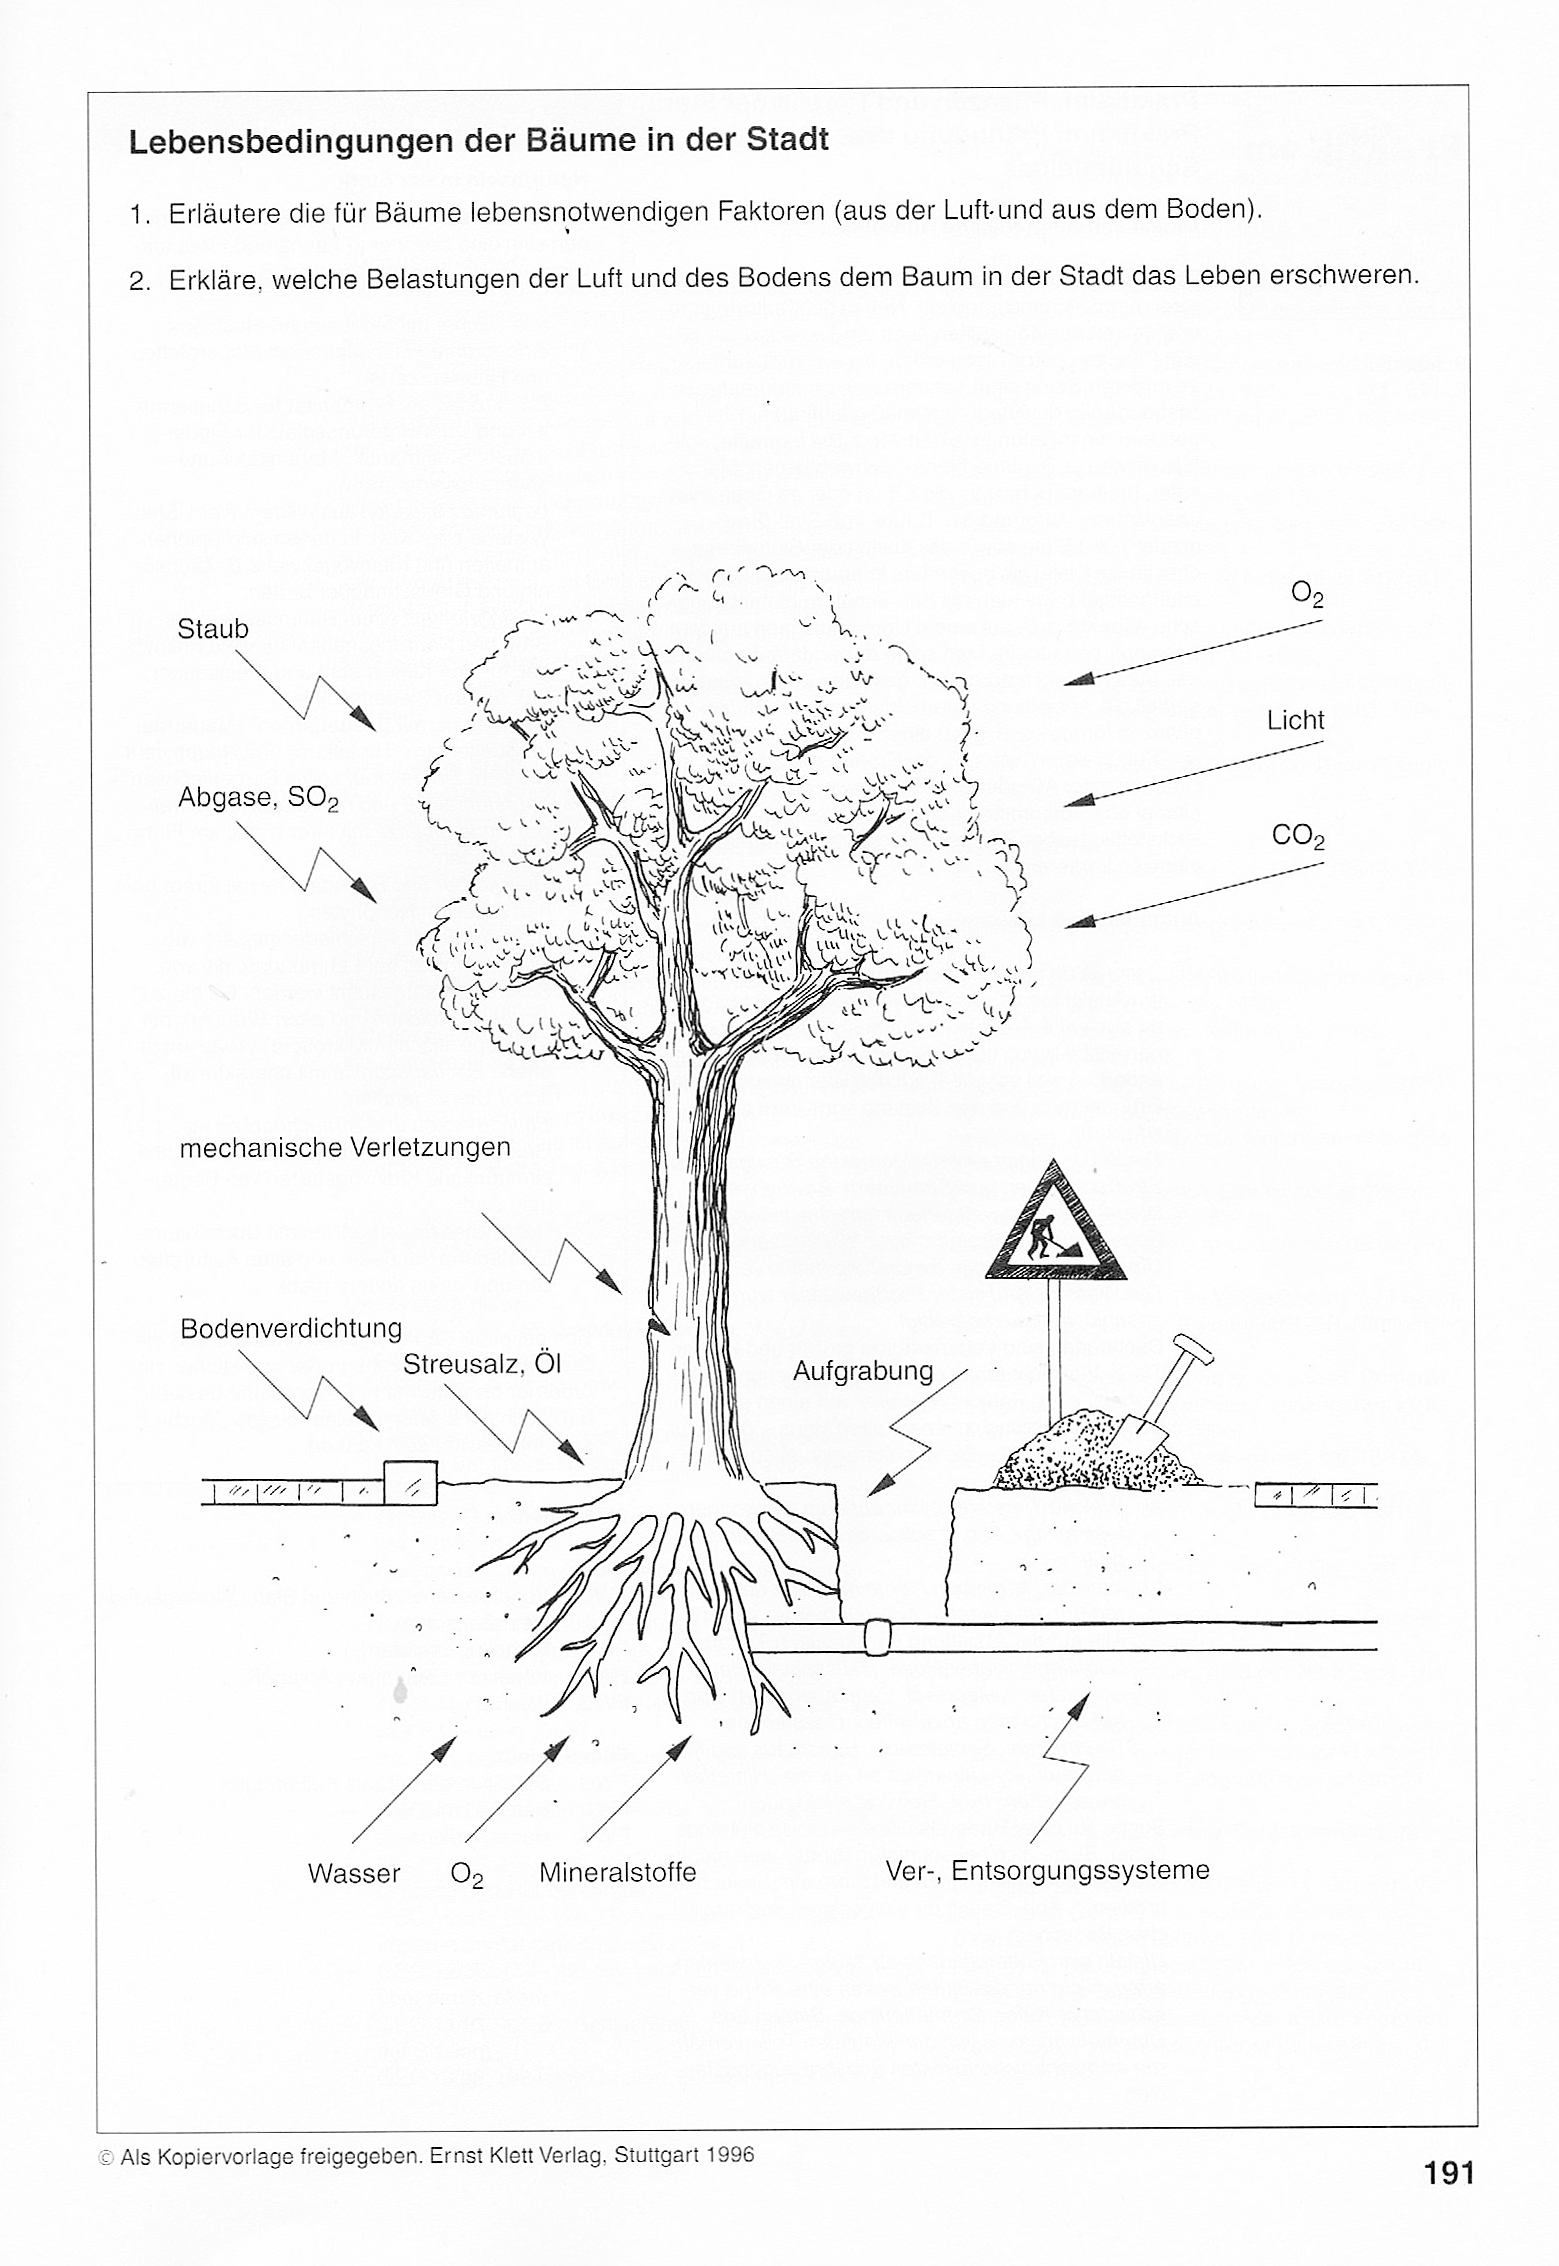 Lebensbedingungen der Bäume in der Stadt
1. Erläutere die für Bäume lebensnotwendigen Faktoren (aus der Luft und aus dem Boden).
2. Erkläre, welche Belastungen der Luft und des Bodens dem Baum in der Stadt das Leben erschweren.
O₂
Staub
Licht
Abgase, SO₂
CO₂
mechanische Verletzungen
Bodenverdichtung
Streusalz, Öl
Aufgrabung
Wasser O₂ Mineralstoffe Ver-, Entsorgungssysteme
© Als Kopiervorlage freigegeben. Ernst Klett Verlag, Stuttgart 1996
191